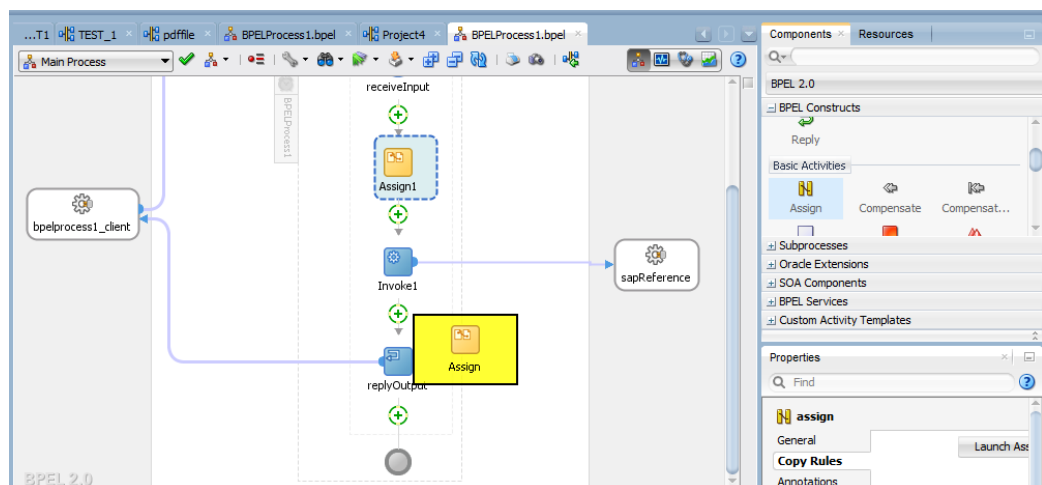 ...T1 TEST_1 pdffile BPELProcess1.bpel Project4 BPELProcess1.bpel
Main Process
receiveInput
BPELProcess1
Assign1
bpelprocess1_client
Invoke1
sapReference
Assign
replyOutput
BPEL 2.0
Components Resources
BPEL 2.0
BPEL Constructs
Reply
Basic Activities
Assign Compensate Compensat...
Subprocesses
Oracle Extensions
SOA Components
BPEL Services
Custom Activity Templates
Properties
Find
assign
General
Launch Ass
Copy Rules
Annotations